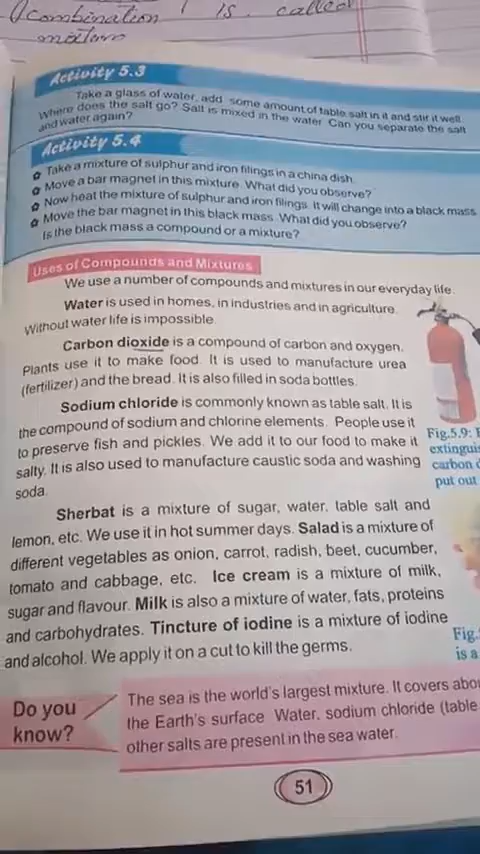 combination is called
Activity 5.3
Take a glass of water, add some amount of table salt in it and stir it well.
Where does the salt go? Salt is mixed in the water. Can you separate the salt
and water again?
Activity 5.4
Take a mixture of sulphur and iron filings in a china dish.
Move a bar magnet in this mixture. What did you observe?
Now heat the mixture of sulphur and iron filings. It will change into a black mass.
Move the bar magnet in this black mass. What did you observe?
Is the black mass a compound or a mixture?
Uses of Compounds and Mixtures
We use a number of compounds and mixtures in our everyday life.
Water is used in homes, in industries and in agriculture.
Without water life is impossible.
Carbon dioxide is a compound of carbon and oxygen.
Plants use it to make food. It is used to manufacture urea
(fertilizer) and the bread. It is also filled in soda bottles.
Sodium chloride is commonly known as table salt. It is
the compound of sodium and chlorine elements. People use it
to preserve fish and pickles. We add it to our food to make it
salty. It is also used to manufacture caustic soda and washing
soda.
Fig.5.9:
extinguis
carbon d
put out
Sherbat is a mixture of sugar, water, table salt and
lemon, etc. We use it in hot summer days. Salad is a mixture of
different vegetables as onion, carrot, radish, beet, cucumber,
tomato and cabbage, etc. Ice cream is a mixture of milk,
sugar and flavour. Milk is also a mixture of water, fats, proteins
and carbohydrates. Tincture of iodine is a mixture of iodine
and alcohol. We apply it on a cut to kill the germs.
Fig.
is a
Do you
know?
The sea is the world's largest mixture. It covers abou
the Earth's surface. Water, sodium chloride (table
other salts are present in the sea water.
51